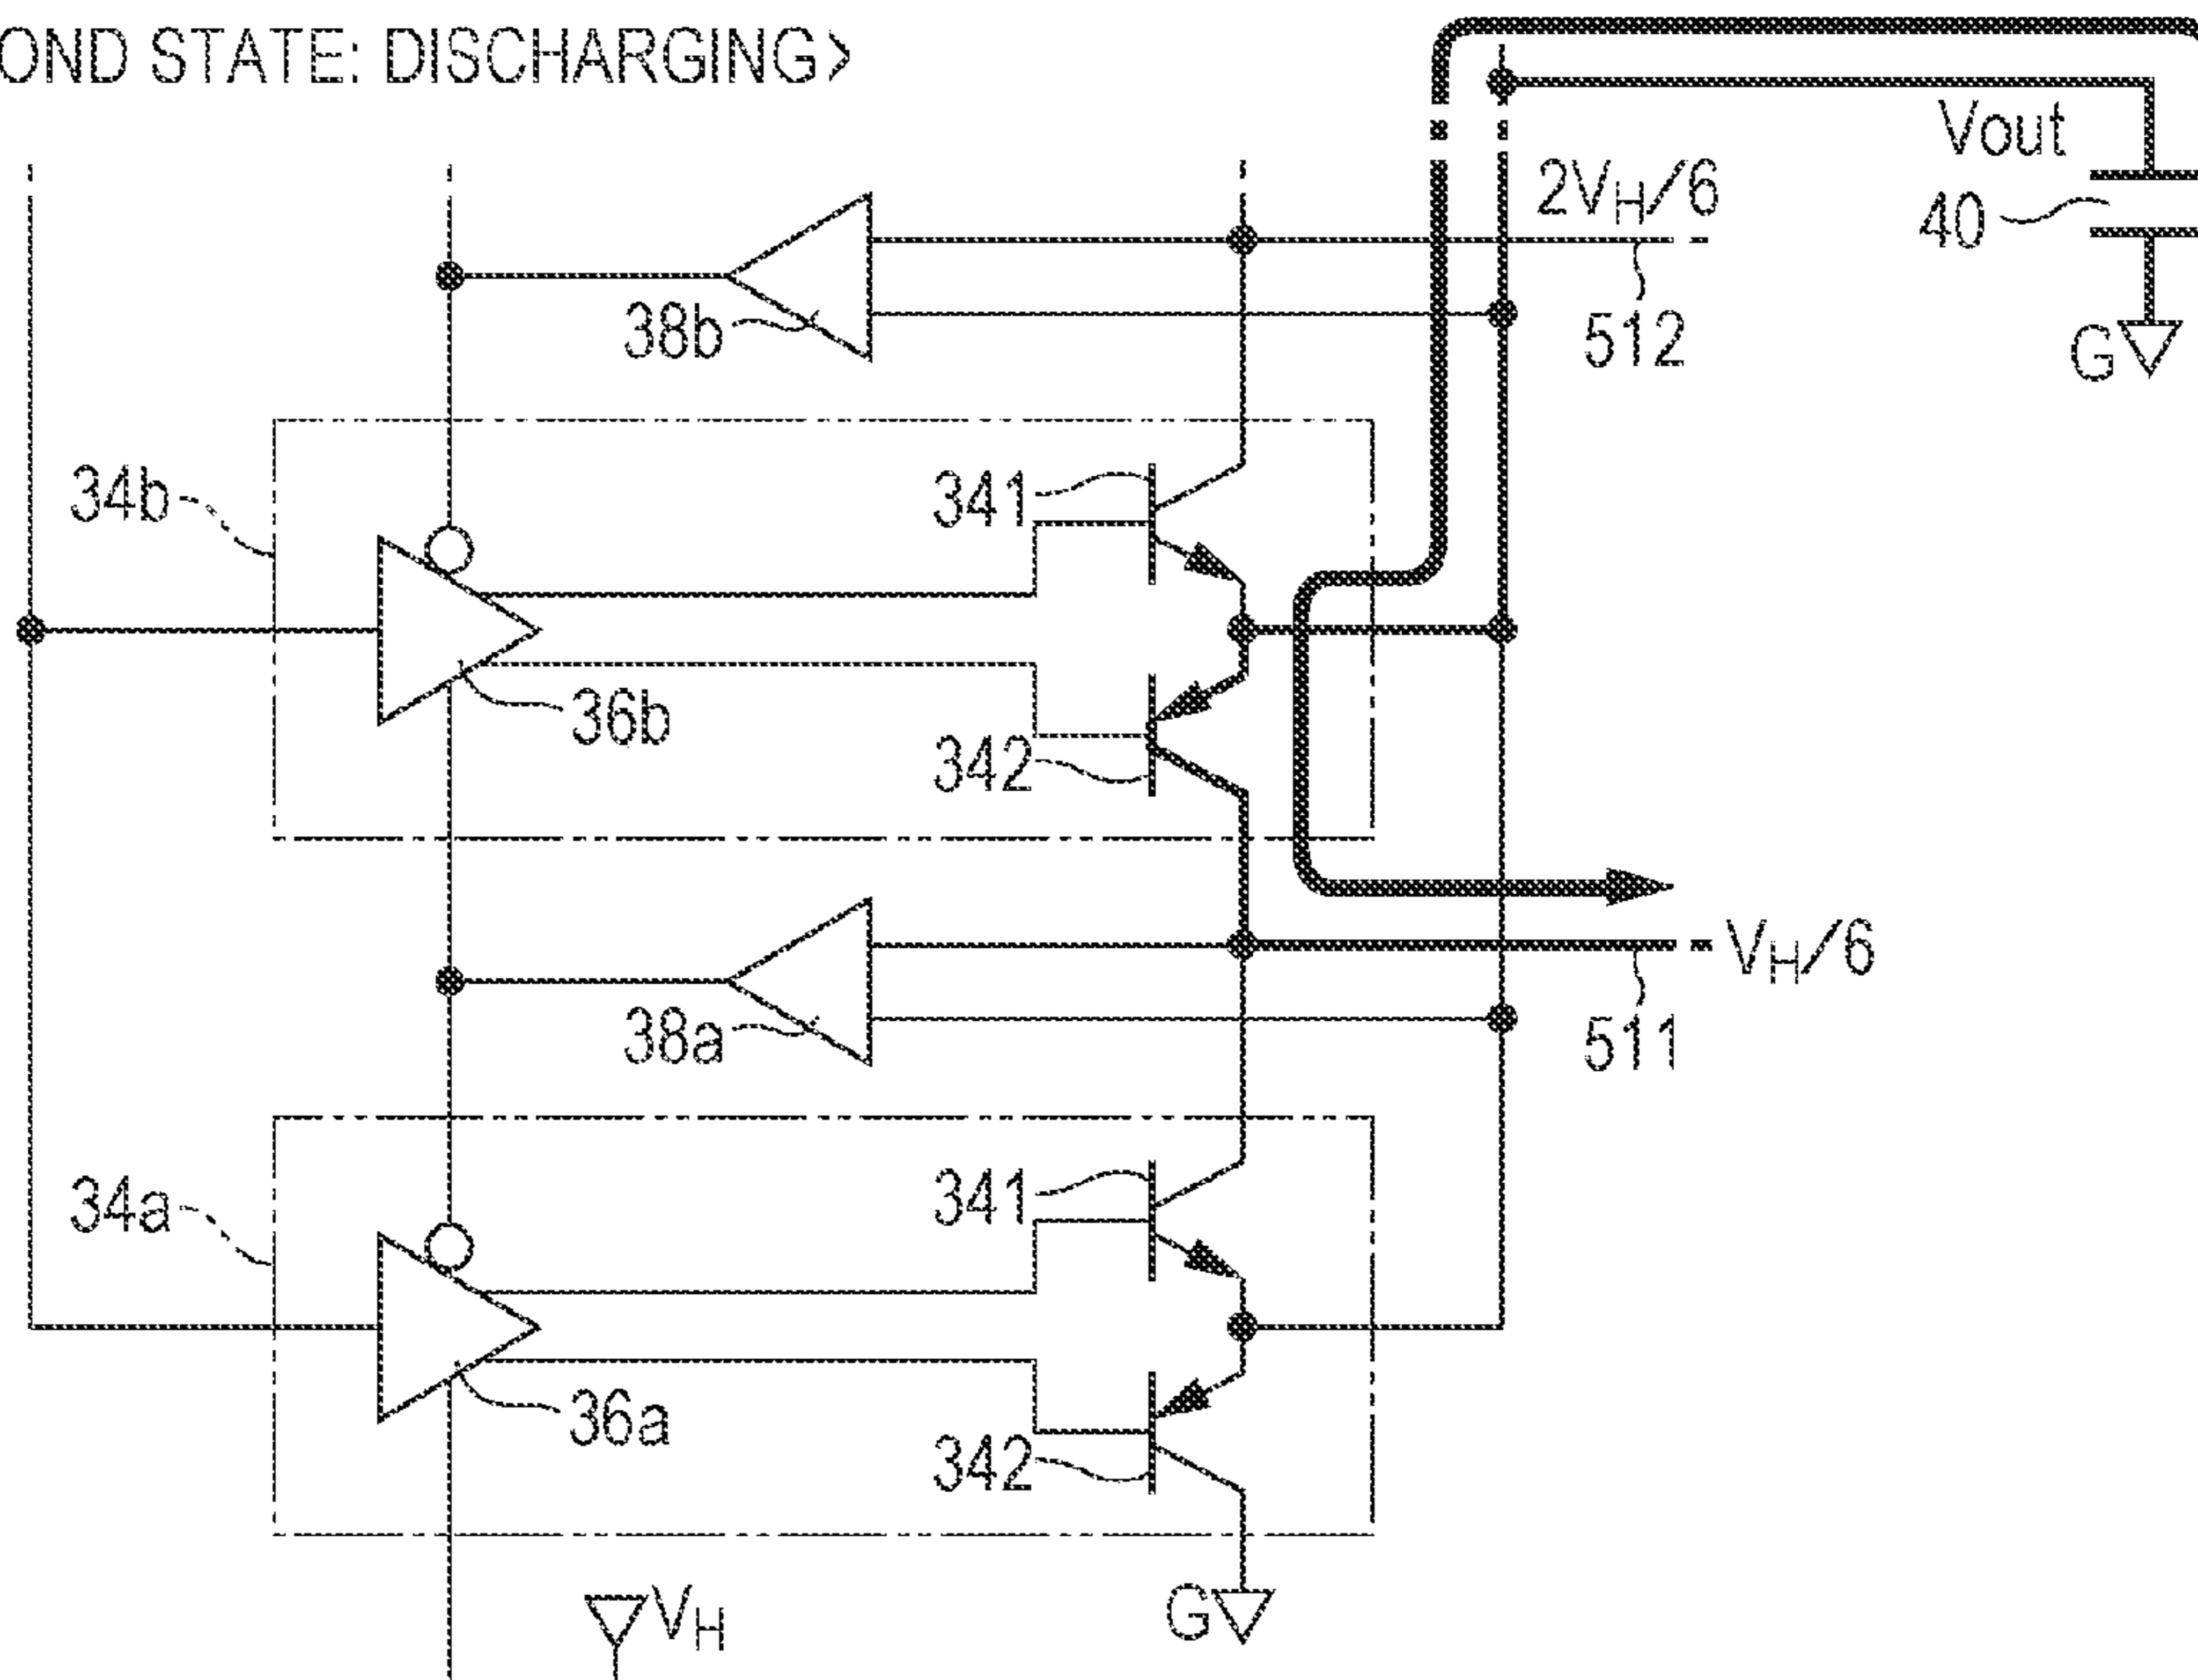 OND STATE: DISCHARGING>
Vout
2VH/6
40
38b
512
G
34b
341
36b
342
VH/6
38a
511
34a
341
36a
342
VH
G